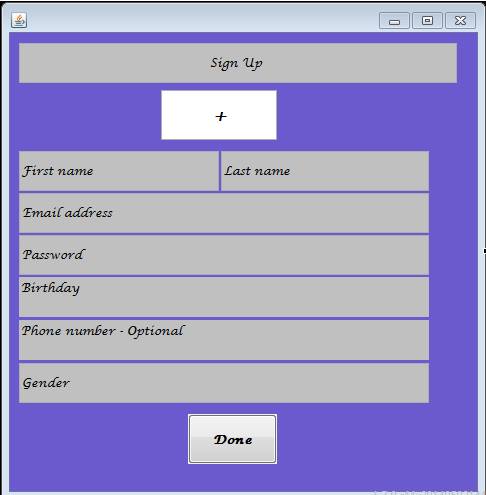 Sign Up
+
First name Last name
Email address
Password
Birthday
Phone number - Optional
Gender
Done